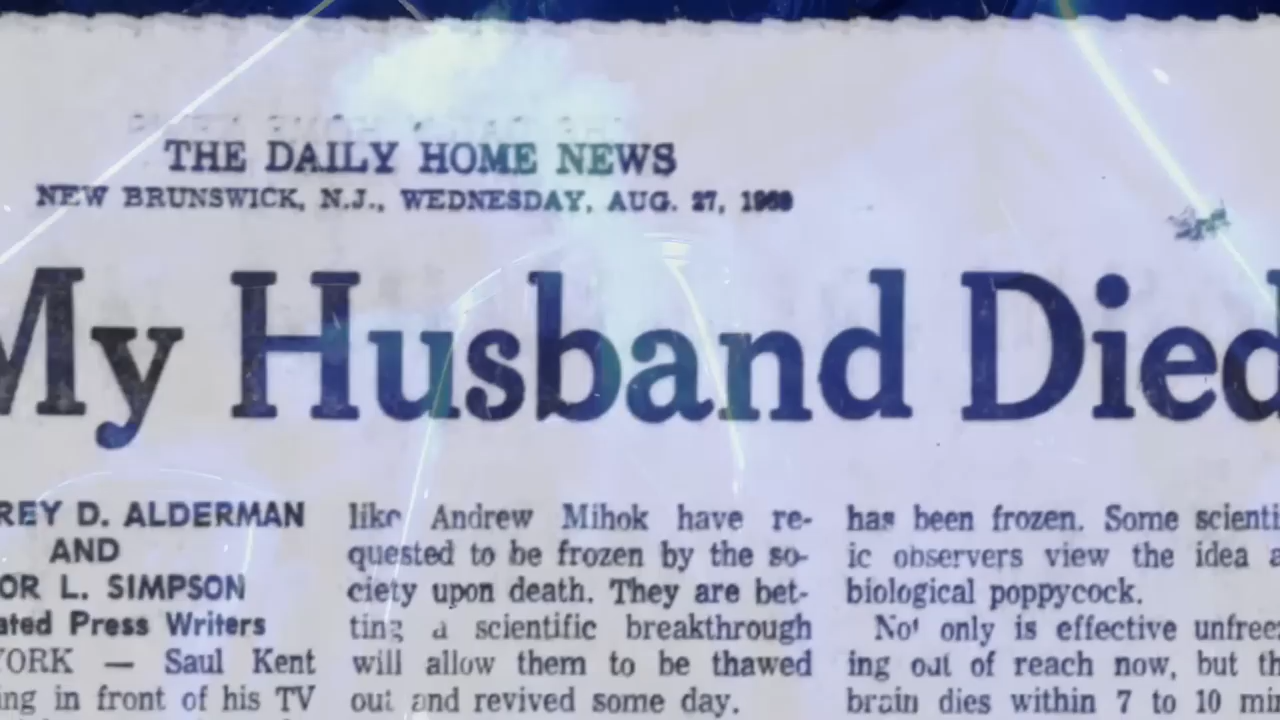 THE DAILY HOME NEWS
NEW BRUNSWICK, N.J., WEDNESDAY, AUG. 27,
My Husband Died
REY D. ALDERMAN
AND
OR L. SIMPSON
ated Press Writers
YORK — Saul Kent
ing in front of his TV
like Andrew Mihok have re-
quested to be frozen by the so-
ciety upon death. They are bet-
ting a scientific breakthrough
will allow them to be thawed
out and revived some day.
has been frozen. Some scienti
ic observers view the idea a
biological poppycock.
Not only is effective unfree
ing out of reach now, but th
brain dies within 7 to 10 min